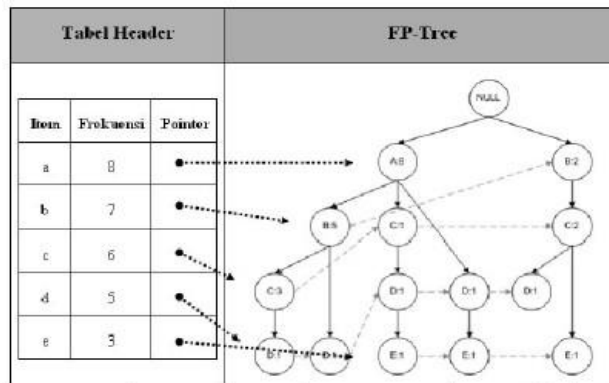 Tabel Header
FP-Tree
Item Frekuensi Pointer
a 8
b 7
c 6
d 5
e 3
NULL
A:8 B:2
B:5 C:1 C:2
C:3 D:1 D:1 D:1
D:1 D:1 E:1 E:1 E:1